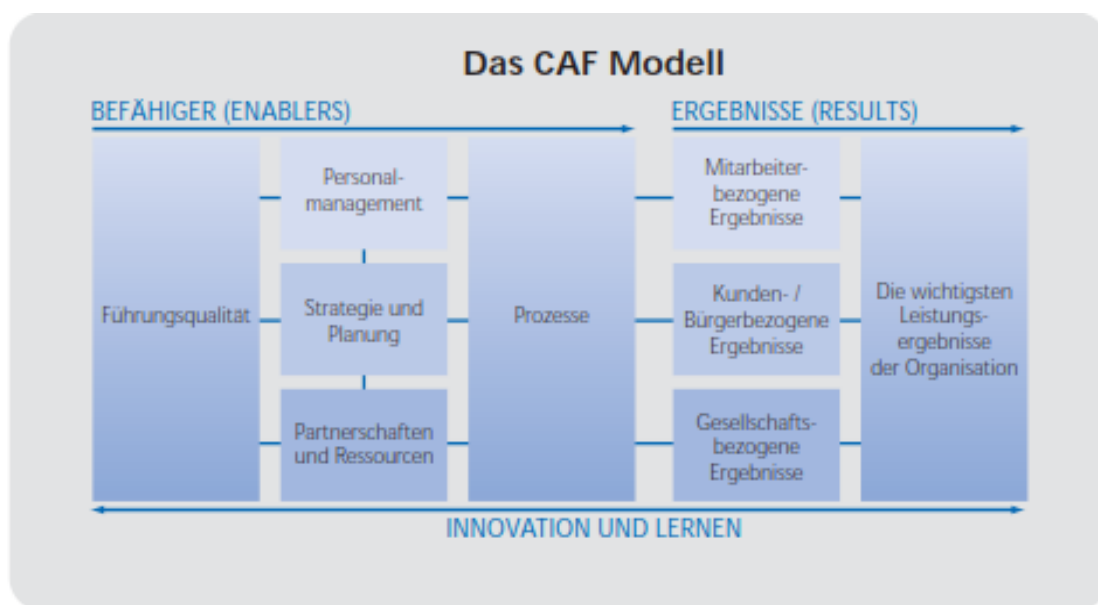 Das CAF Modell
BEFÄHIGER (ENABLERS)
ERGEBNISSE (RESULTS)
Führungsqualität
Personal-
management
Strategie und
Planung
Partnerschaften
und Ressourcen
Prozesse
Mitarbeiter-
bezogene
Ergebnisse
Kunden- /
Bürgerbezogene
Ergebnisse
Gesellschafts-
bezogene
Ergebnisse
Die wichtigsten
Leistungs-
ergebnisse
der Organisation
INNOVATION UND LERNEN